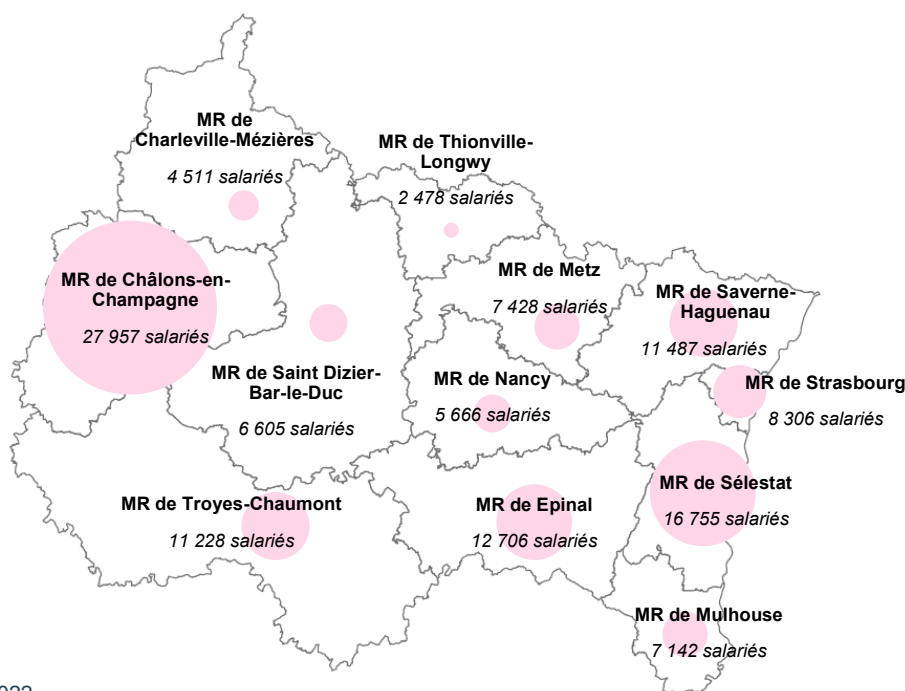 MR de
Charleville-Mézières
4 511 salariés
MR de Thionville-
Longwy
2 478 salariés
MR de Châlons-en-
Champagne
27 957 salariés
MR de Metz
7 428 salariés
MR de Saverne-
Haguenau
11 487 salariés
MR de Saint Dizier-
Bar-le-Duc
6 605 salariés
MR de Nancy
5 666 salariés
MR de Strasbourg
8 306 salariés
MR de Troyes-Chaumont
11 228 salariés
MR de Epinal
12 706 salariés
MR de Sélestat
16 755 salariés
MR de Mulhouse
7 142 salariés